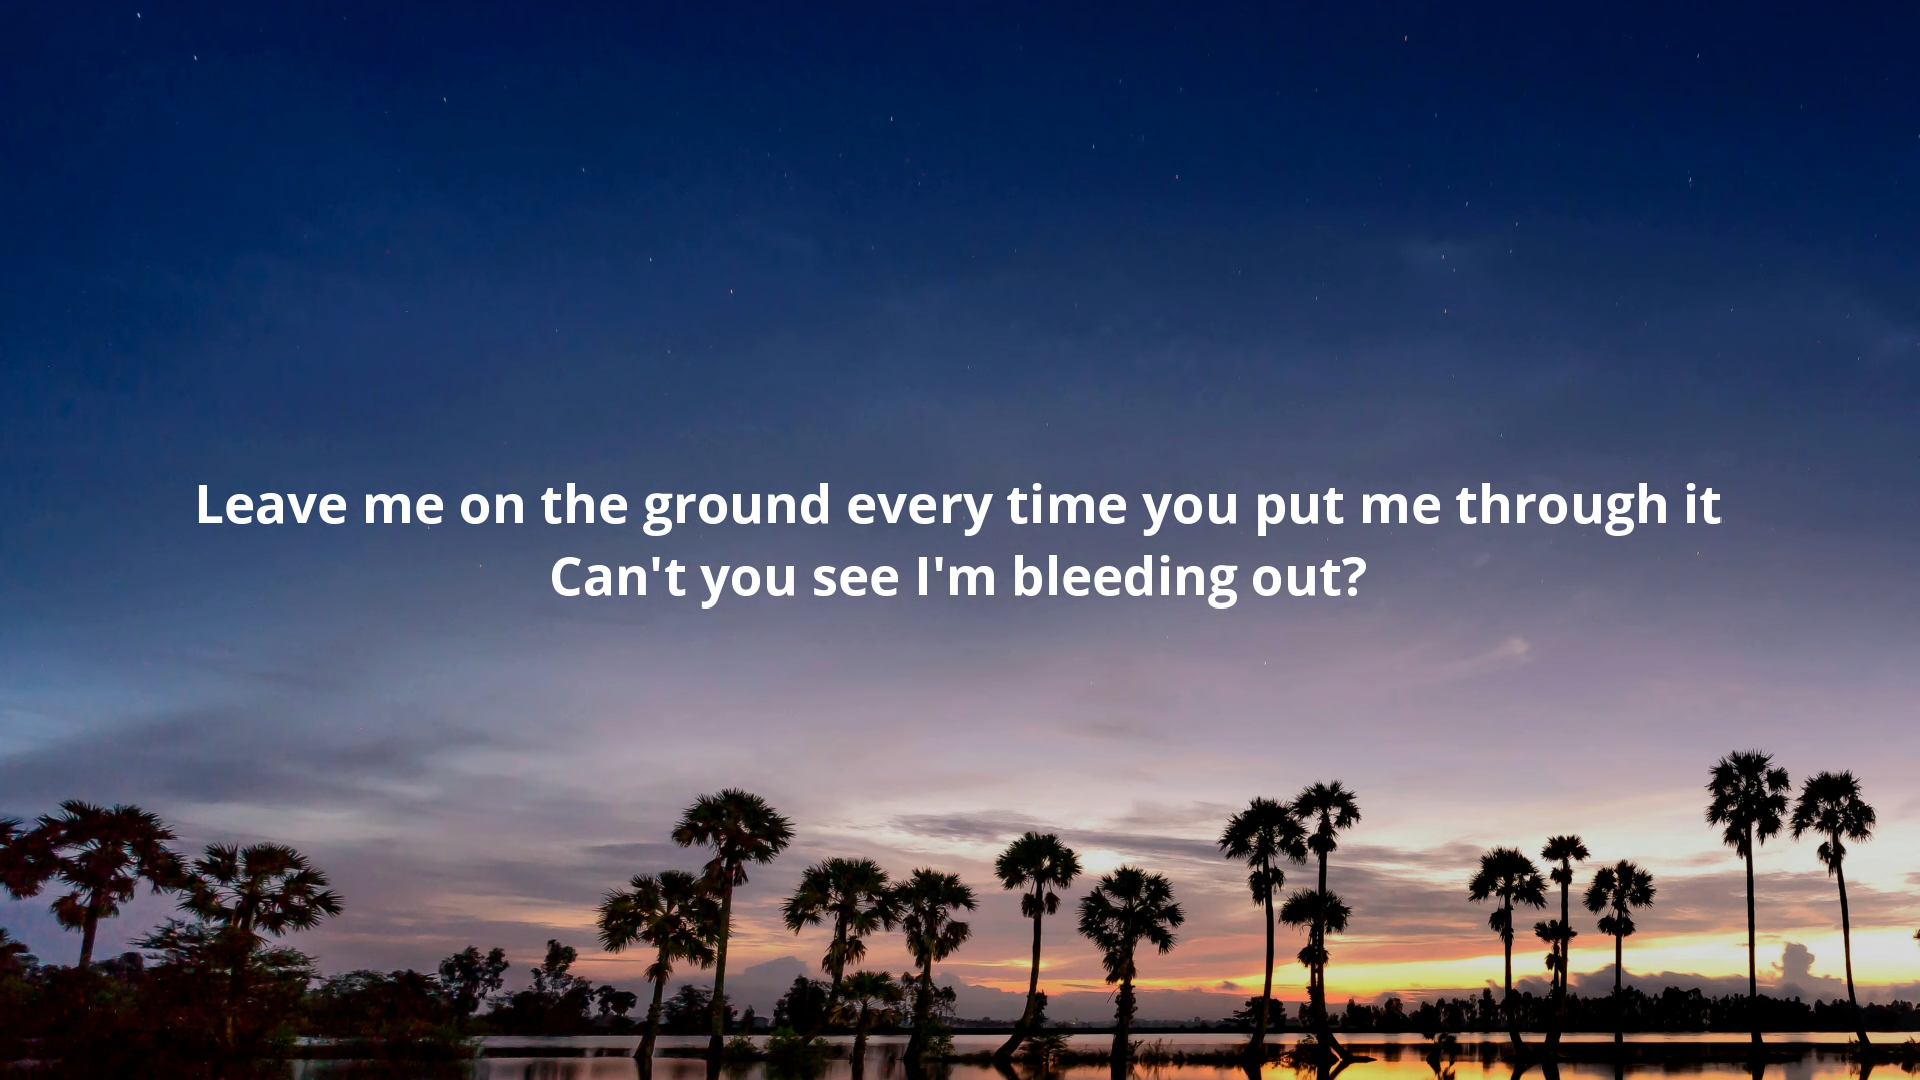 Leave me on the ground every time you put me through it
Can't you see I'm bleeding out?